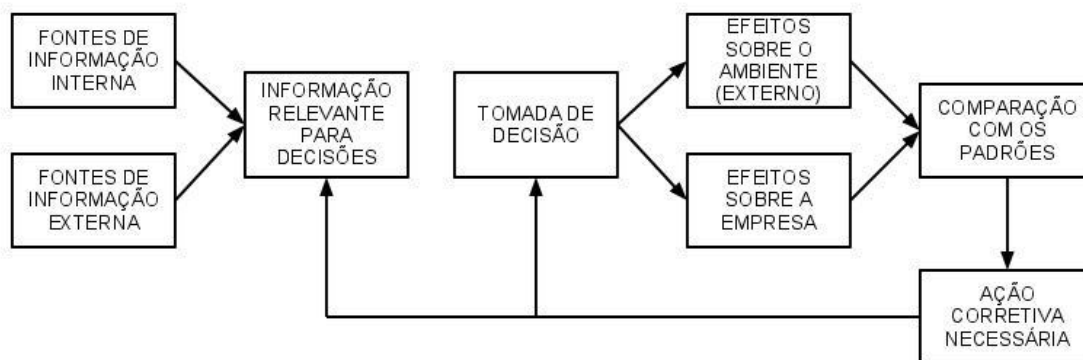 FONTES DE
INFORMAÇÃO
INTERNA
FONTES DE
INFORMAÇÃO
EXTERNA
INFORMAÇÃO
RELEVANTE
PARA
DECISÕES
TOMADA DE
DECISÃO
EFEITOS
SOBRE O
AMBIENTE
(EXTERNO)
EFEITOS
SOBRE A
EMPRESA
COMPARAÇÃO
COM OS
PADRÕES
AÇÃO
CORRETIVA
NECESSÁRIA